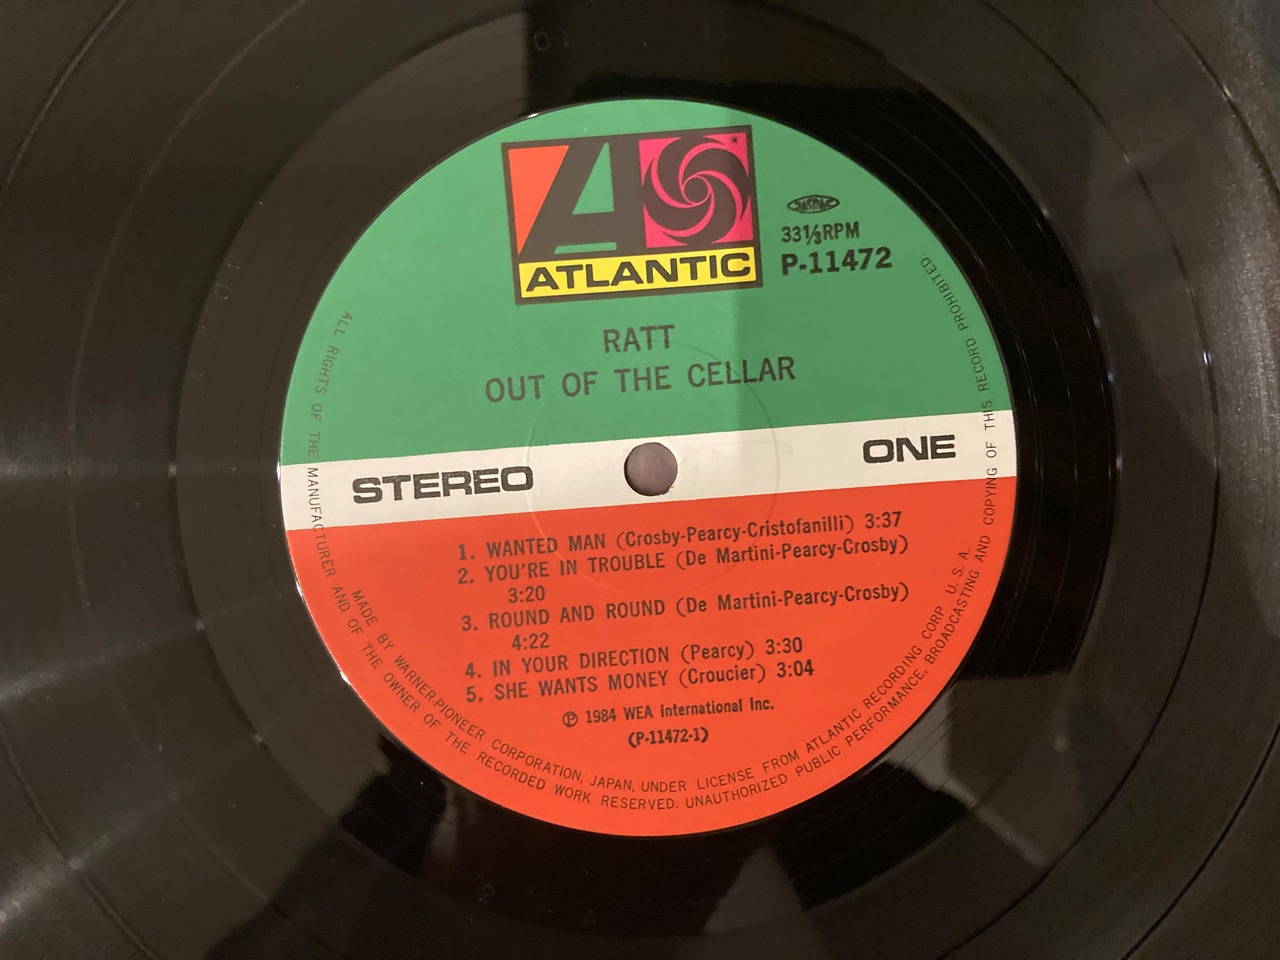 ATLANTIC
JASRAC
33⅓RPM
P-11472
RATT
OUT OF THE CELLAR
STEREO
ONE
1. WANTED MAN (Crosby-Pearcy-Cristofanilli) 3:37
2. YOU'RE IN TROUBLE (De Martini-Pearcy-Crosby)
3:20
3. ROUND AND ROUND (De Martini-Pearcy-Crosby)
4:22
4. IN YOUR DIRECTION (Pearcy) 3:30
5. SHE WANTS MONEY (Croucier) 3:04
℗ 1984 WEA International Inc.
(P-11472-1)
MADE BY WARNER-PIONEER CORPORATION, JAPAN, UNDER LICENSE FROM ATLANTIC RECORDING CORP U. S. A.
ALL RIGHTS OF THE MANUFACTURER AND OF THE OWNER OF THE RECORDED WORK RESERVED. UNAUTHORIZED PUBLIC PERFORMANCE, BROADCASTING AND COPYING OF THIS RECORD PROHIBITED.